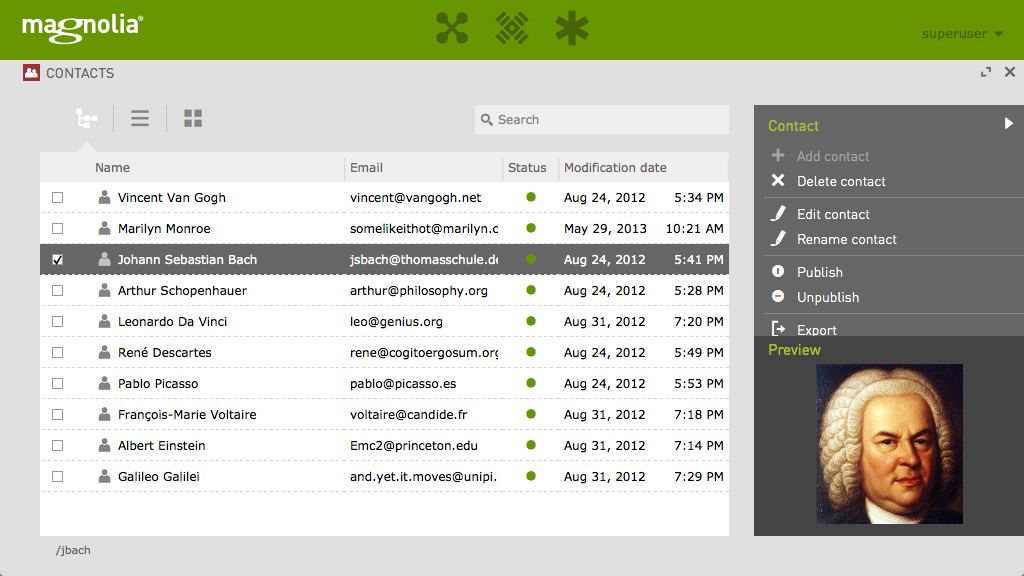 magnolia®
superuser
CONTACTS
Search
Name Email Status Modification date
Vincent Van Gogh vincent@vangogh.net Aug 24, 2012 5:34 PM
Marilyn Monroe somelikeithot@marilyn.c May 29, 2013 10:21 AM
Johann Sebastian Bach jsbach@thomasschule.de Aug 24, 2012 5:41 PM
Arthur Schopenhauer arthur@philosophy.org Aug 24, 2012 5:28 PM
Leonardo Da Vinci leo@genius.org Aug 31, 2012 7:20 PM
René Descartes rene@cogitoergosum.org Aug 24, 2012 5:49 PM
Pablo Picasso pablo@picasso.es Aug 24, 2012 5:53 PM
François-Marie Voltaire voltaire@candide.fr Aug 31, 2012 7:18 PM
Albert Einstein Emc2@princeton.edu Aug 31, 2012 7:14 PM
Galileo Galilei and.yet.it.moves@unipi. Aug 31, 2012 7:29 PM
/jbach
Contact
Add contact
Delete contact
Edit contact
Rename contact
Publish
Unpublish
Export
Preview